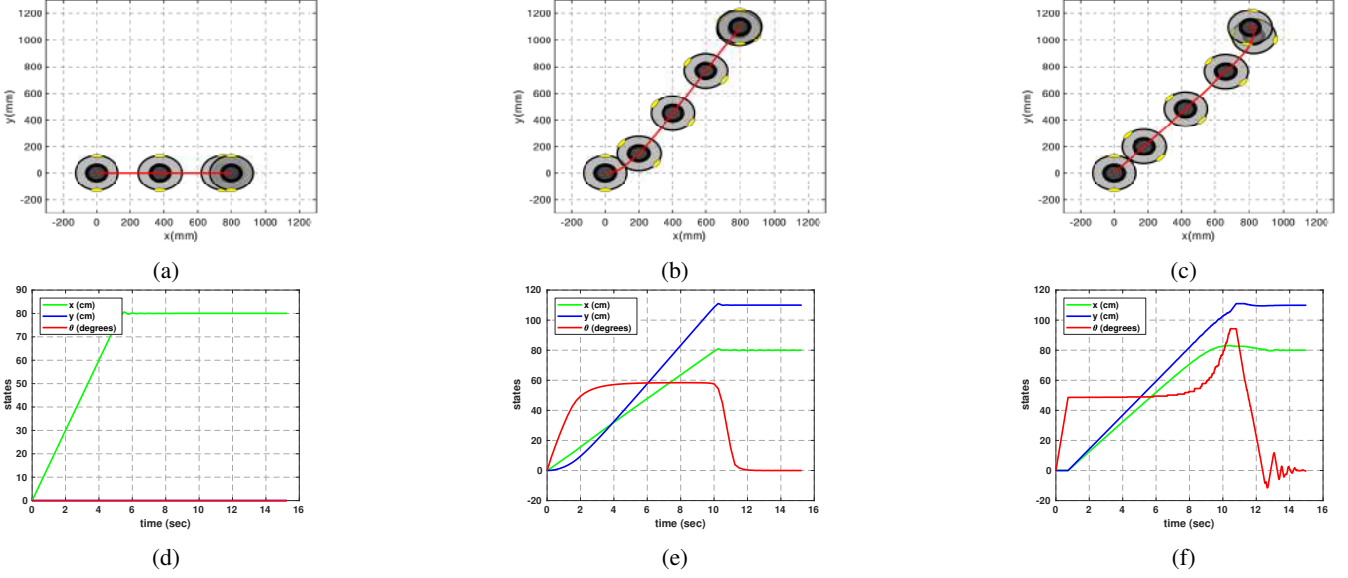 1200
1000
800
600
400
200
0
-200
y(mm)
-200 0 200 400 600 800 1000 1200
x(mm)
(a)
1200
1000
800
600
400
200
0
-200
y(mm)
-200 0 200 400 600 800 1000 1200
x(mm)
(b)
1200
1000
800
600
400
200
0
-200
y(mm)
-200 0 200 400 600 800 1000 1200
x(mm)
(c)
90
80
70
60
50
40
30
20
10
0
states
x (cm)
y (cm)
θ (degrees)
0 2 4 6 8 10 12 14 16
time (sec)
(d)
120
100
80
60
40
20
0
-20
states
x (cm)
y (cm)
θ (degrees)
0 2 4 6 8 10 12 14 16
time (sec)
(e)
120
100
80
60
40
20
0
-20
states
x (cm)
y (cm)
θ (degrees)
0 2 4 6 8 10 12 14 16
time (sec)
(f)